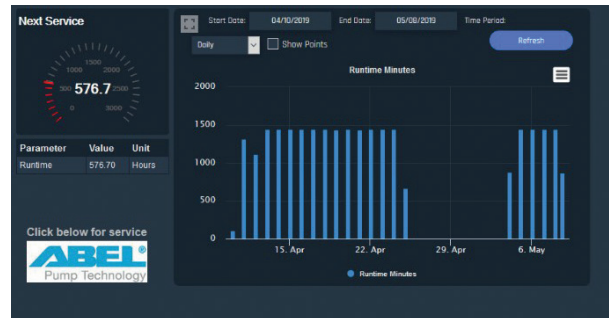 Next Service
1500
1000 2000
500 576.7 2500
0 3000
Parameter Value Unit
Runtime 576.70 Hours
Click below for service
ABEL®
Pump Technology
Start Date: 04/10/2019 End Date: 05/08/2019 Time Period:
Daily Show Points Refresh
Runtime Minutes
2000
1500
1000
500
0
15. Apr 22. Apr 29. Apr 6. May
Runtime Minutes